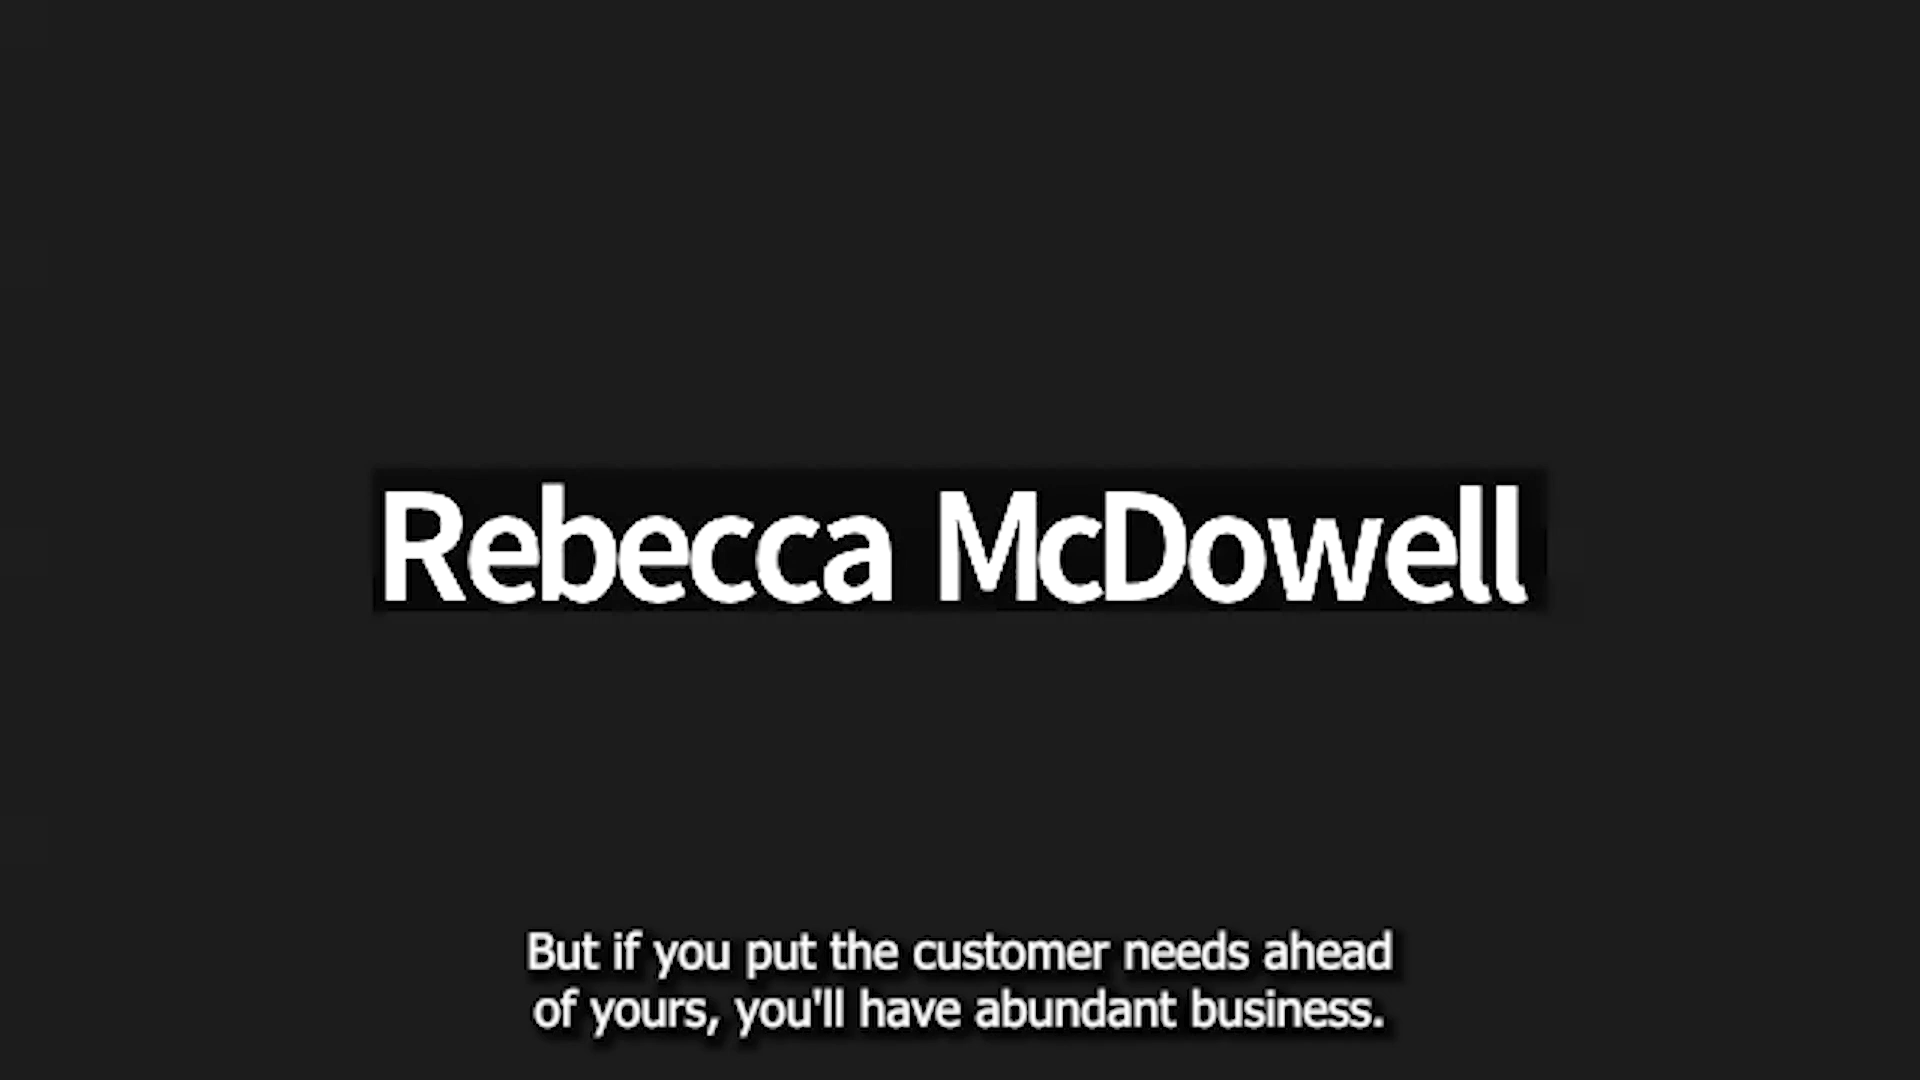 Rebecca McDowell
But if you put the customer needs ahead
of yours, you'll have abundant business.